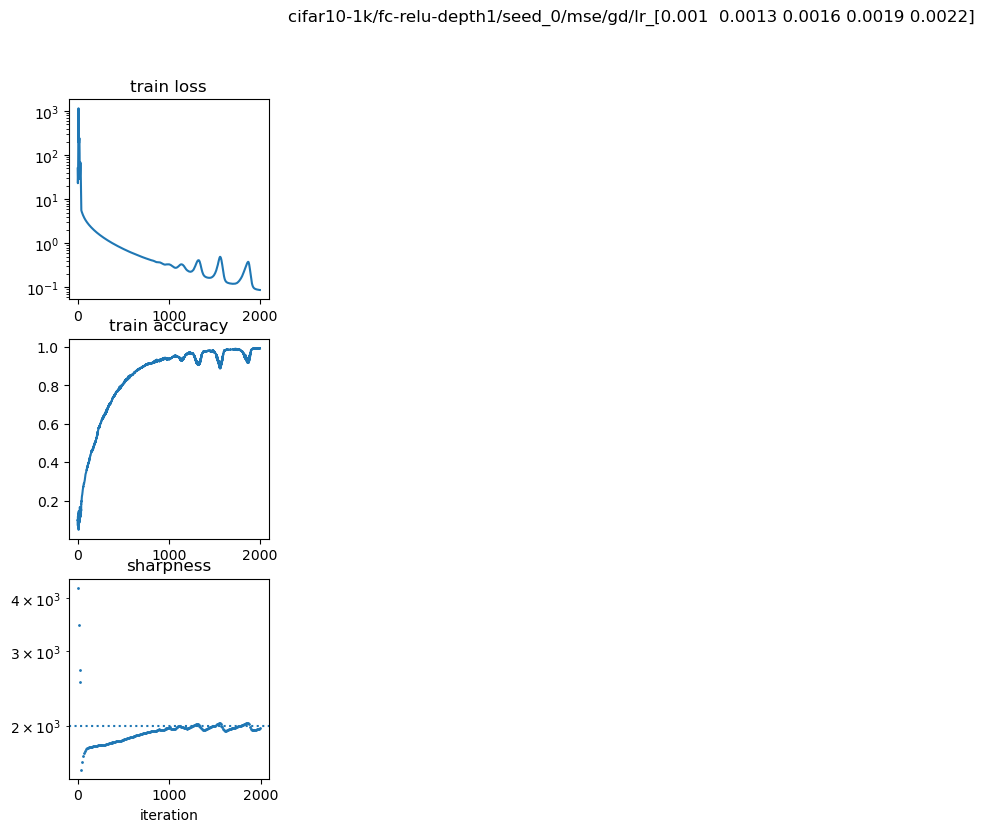 cifar10-1k/fc-relu-depth1/seed_0/mse/gd/lr_[0.001  0.0013 0.0016 0.0019 0.0022]
train loss
10³
10²
10¹
10⁰
10⁻¹
0 1000 2000
train accuracy
1.0
0.8
0.6
0.4
0.2
0 1000 2000
sharpness
4 × 10³
3 × 10³
2 × 10³
0 1000 2000
iteration